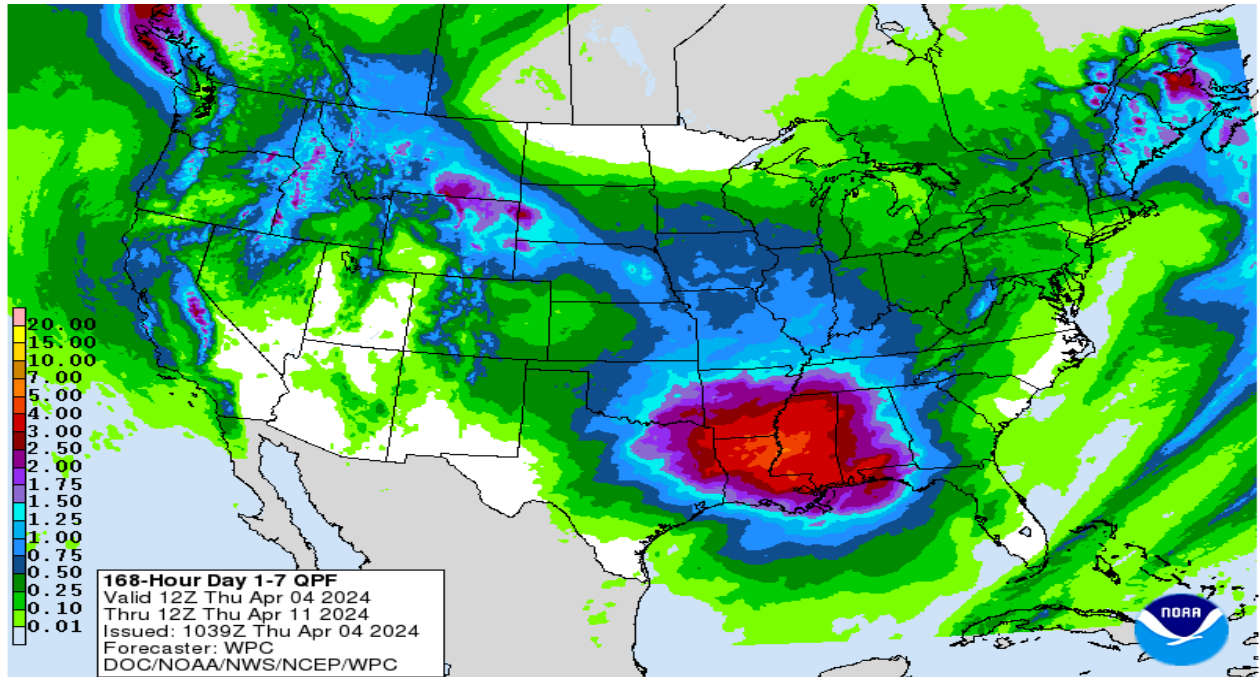 20.00
15.00
10.00
7.00
5.00
4.00
3.00
2.50
2.00
1.75
1.50
1.25
1.00
0.75
0.50
0.25
0.10
0.01
168-Hour Day 1-7 QPF
Valid 12Z Thu Apr 04 2024
Thru 12Z Thu Apr 11 2024
Issued: 1039Z Thu Apr 04 2024
Forecaster: WPC
DOC/NOAA/NWS/NCEP/WPC
NOAA